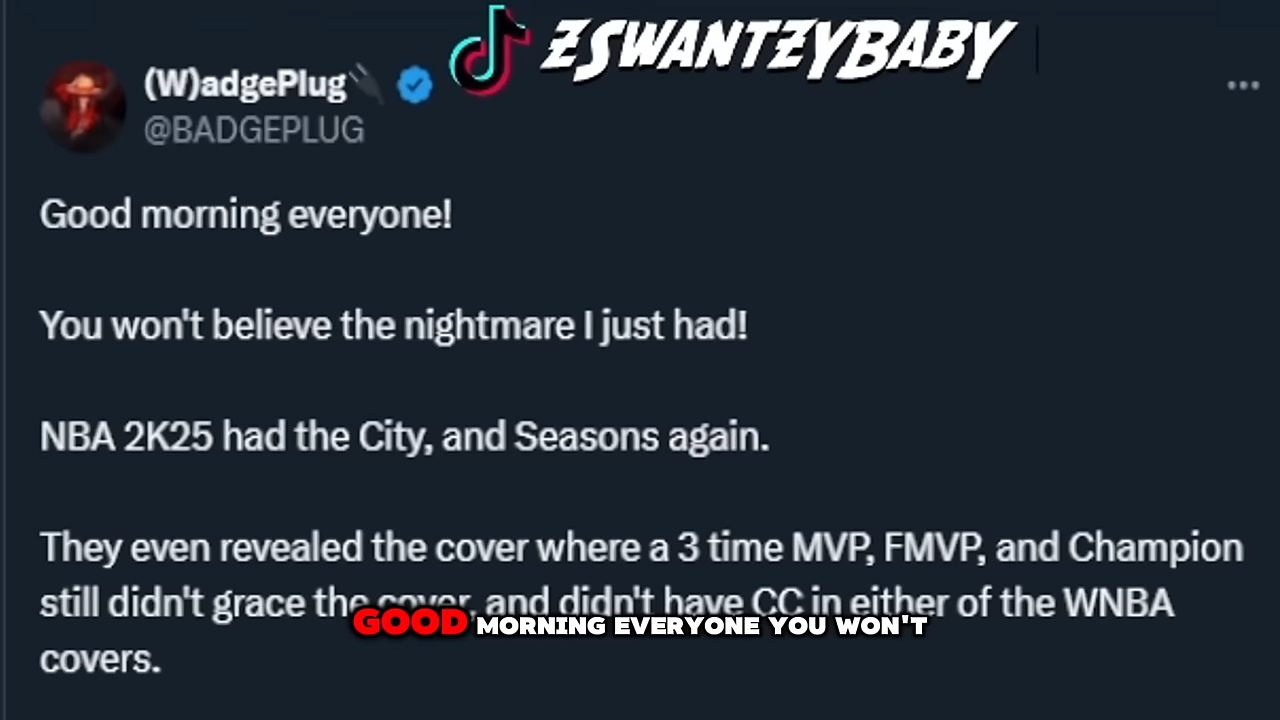 ZSWANTZYBABY
(W)adgePlug
@BADGEPLUG
Good morning everyone!
You won't believe the nightmare I just had!
NBA 2K25 had the City, and Seasons again.
They even revealed the cover where a 3 time MVP, FMVP, and Champion
still didn't grace the cover, and didn't have CC in either of the WNBA
GOOD MORNING EVERYONE YOU WON'T
covers.